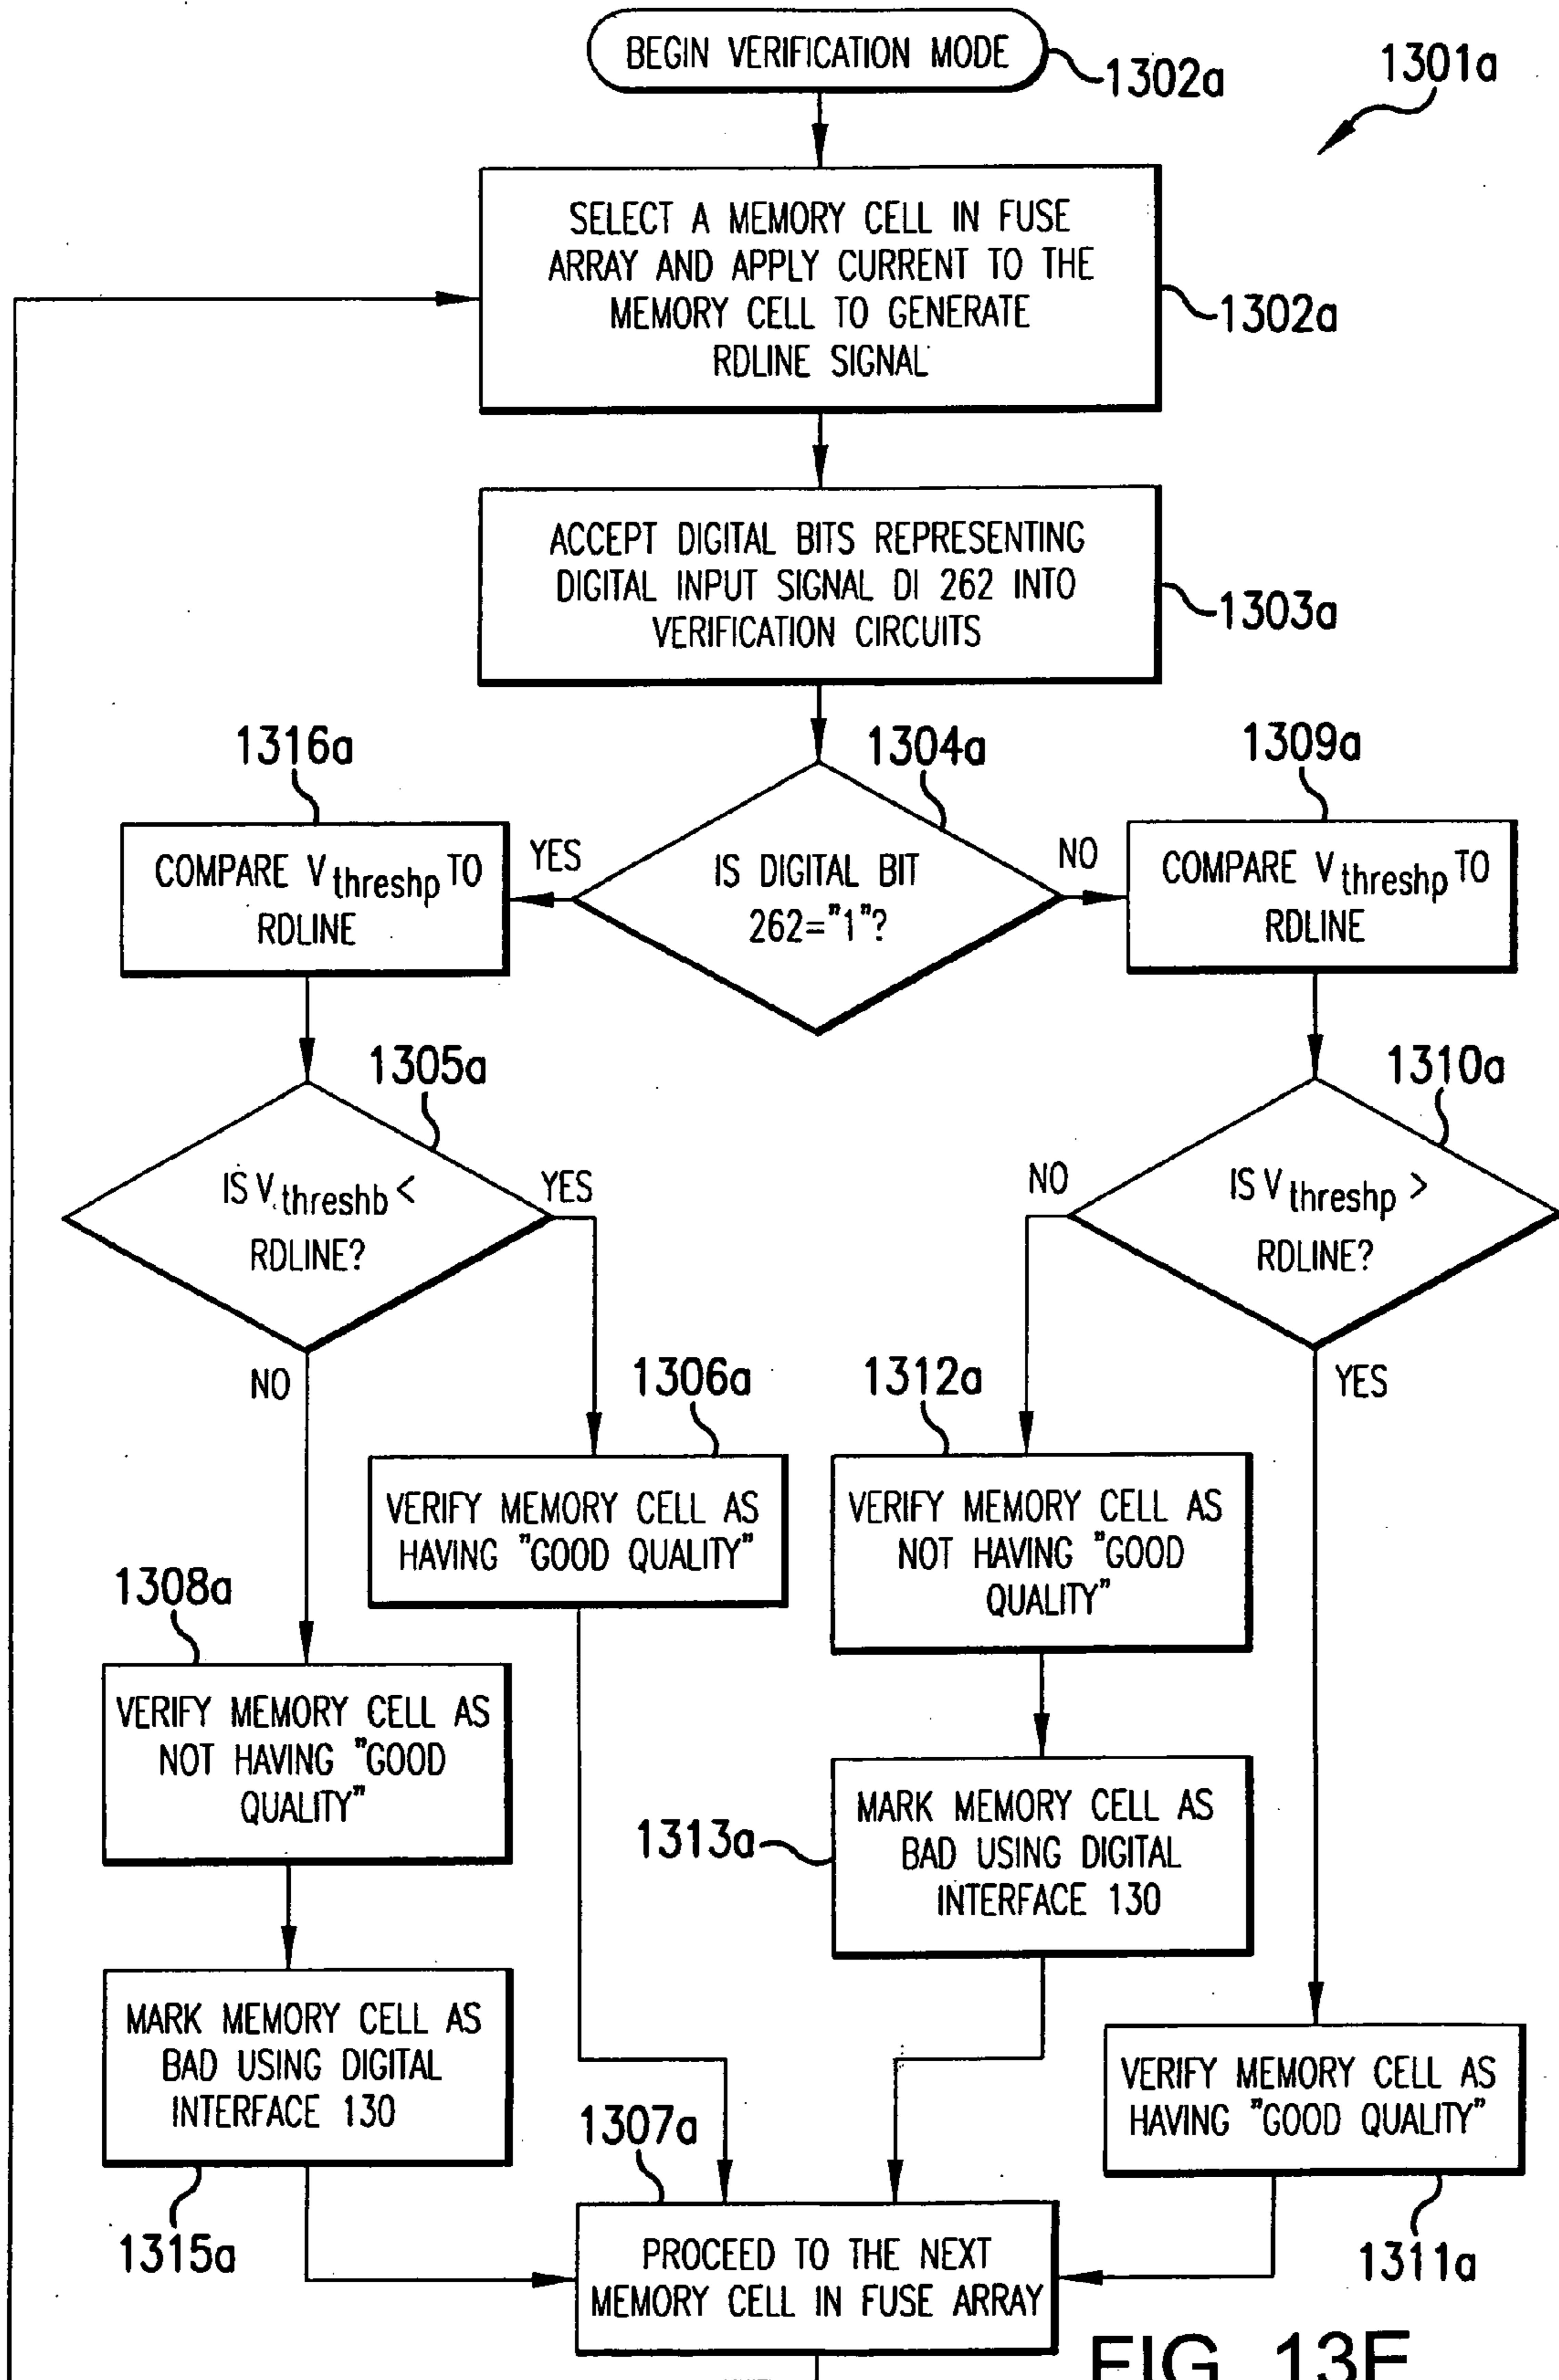 BEGIN VERIFICATION MODE
1302a
1301a
SELECT A MEMORY CELL IN FUSE
ARRAY AND APPLY CURRENT TO THE
MEMORY CELL TO GENERATE
RDLINE SIGNAL
1302a
ACCEPT DIGITAL BITS REPRESENTING
DIGITAL INPUT SIGNAL DI 262 INTO
VERIFICATION CIRCUITS
1303a
1316a
1304a
1309a
COMPARE Vthreshp TO
RDLINE
YES
IS DIGITAL BIT
262="1"?
NO
COMPARE Vthreshp TO
RDLINE
1305a
1310a
IS Vthreshb <
RDLINE?
YES
NO
IS Vthreshp >
RDLINE?
NO
YES
1306a
1312a
VERIFY MEMORY CELL AS
HAVING "GOOD QUALITY"
VERIFY MEMORY CELL AS
NOT HAVING "GOOD
QUALITY"
1308a
VERIFY MEMORY CELL AS
NOT HAVING "GOOD
QUALITY"
1313a
MARK MEMORY CELL AS
BAD USING DIGITAL
INTERFACE 130
MARK MEMORY CELL AS
BAD USING DIGITAL
INTERFACE 130
1315a
VERIFY MEMORY CELL AS
HAVING "GOOD QUALITY"
1311a
1307a
PROCEED TO THE NEXT
MEMORY CELL IN FUSE ARRAY
FIG. 13E